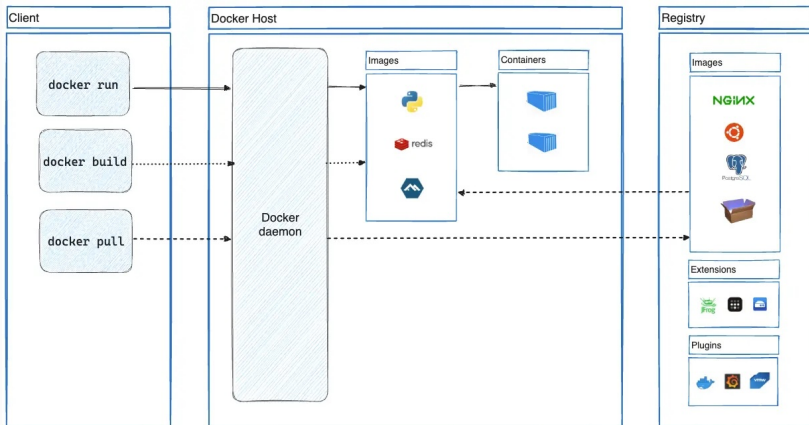 Client
docker run
docker build
docker pull
Docker Host
Docker
daemon
Images
redis
Containers
Registry
Images
NGINX
PostgreSQL
Extensions
Frog
Plugins